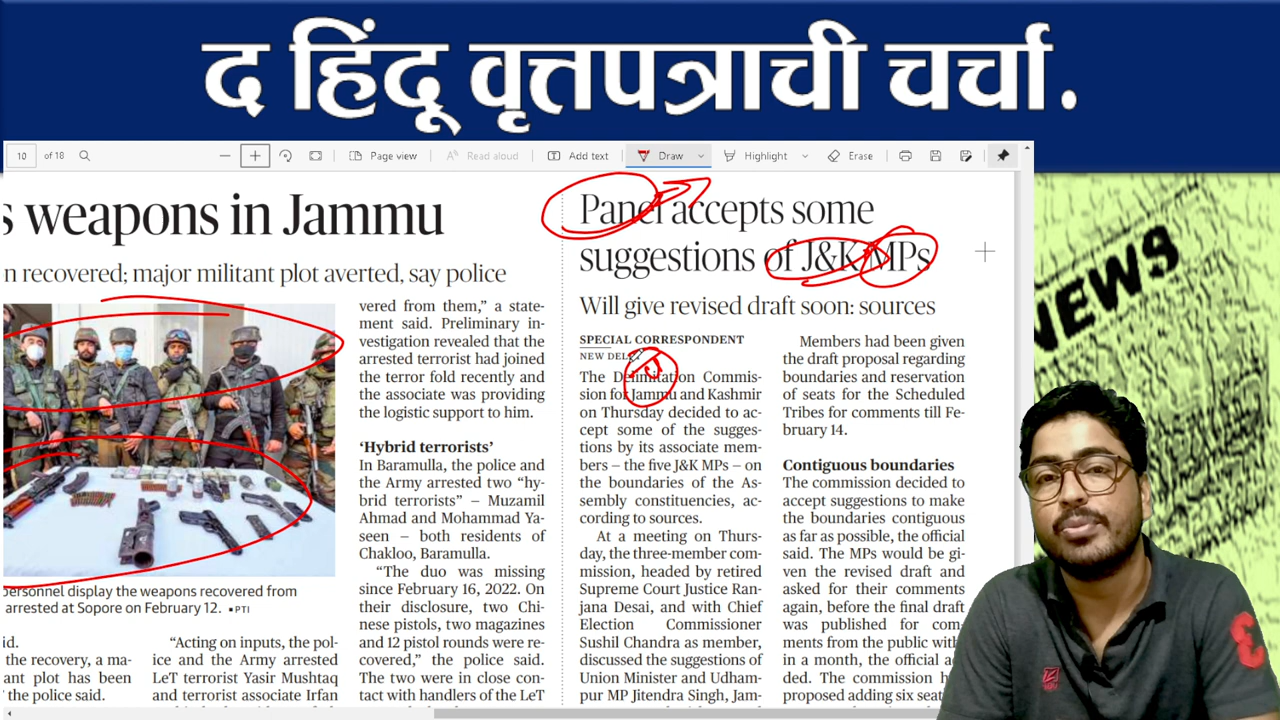 द हिंदू वृत्तपत्राची चर्चा.
10 of 18 Page view Read aloud Add text Draw Highlight Erase
s weapons in Jammu
n recovered; major militant plot averted, say police
personnel display the weapons recovered from
arrested at Sopore on February 12. ■PTI
id.
the recovery, a ma-
ant plot has been
the police said.
“Acting on inputs, the pol-
ice and the Army arrested
LeT terrorist Yasir Mushtaq
and terrorist associate Irfan
vered from them,” a state-
ment said. Preliminary in-
vestigation revealed that the
arrested terrorist had joined
the terror fold recently and
the associate was providing
the logistic support to him.
‘Hybrid terrorists’
In Baramulla, the police and
the Army arrested two “hy-
brid terrorists” – Muzamil
Ahmad and Mohammad Ya-
seen – both residents of
Chakloo, Baramulla.
“The duo was missing
since February 16, 2022. On
their disclosure, two Chi-
nese pistols, two magazines
and 12 pistol rounds were re-
covered,” the police said.
The two were in close con-
tact with handlers of the LeT
Panel accepts some
suggestions of J&K MPs
Will give revised draft soon: sources
SPECIAL CORRESPONDENT
NEW DEL
The Delimitation Commis-
sion for Jammu and Kashmir
on Thursday decided to ac-
cept some of the sugges-
tions by its associate mem-
bers – the five J&K MPs – on
the boundaries of the As-
sembly constituencies, ac-
cording to sources.
At a meeting on Thurs-
day, the three-member com-
mission, headed by retired
Supreme Court Justice Ran-
jana Desai, and with Chief
Election Commissioner
Sushil Chandra as member,
discussed the suggestions of
Union Minister and Udham-
pur MP Jitendra Singh, Jam-
Members had been given
the draft proposal regarding
boundaries and reservation
of seats for the Scheduled
Tribes for comments till Fe-
bruary 14.
Contiguous boundaries
The commission decided to
accept suggestions to make
the boundaries contiguous
as far as possible, the official
said. The MPs would be gi-
ven the revised draft and
asked for their comments
again, before the final draft
was published for com-
ments from the public with
in a month, the official ad
ded. The commission h
proposed adding six seat
NEWS
3